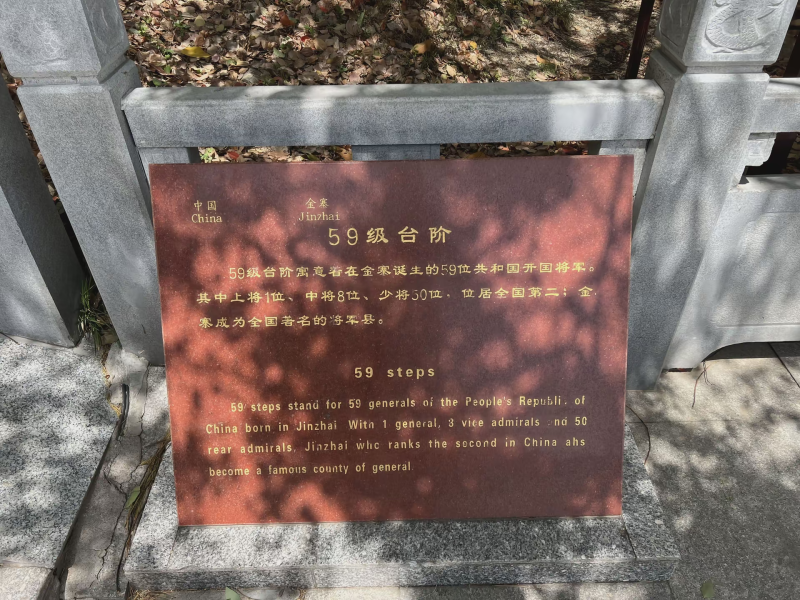 中国 金寨
China Jinzhai
59级台阶
59级台阶寓意着在金寨诞生的59位共和国开国将军。
其中上将1位、中将8位、少将50位，位居全国第二；金
寨成为全国著名的将军县。
59 steps
59 steps stand for 59 generals of the People's Republi of
China born in Jinzhai. With 1 general, 8 vice admirals and 50
rear admirals, Jinzhai who ranks the second in China ahs
become a famous county of general